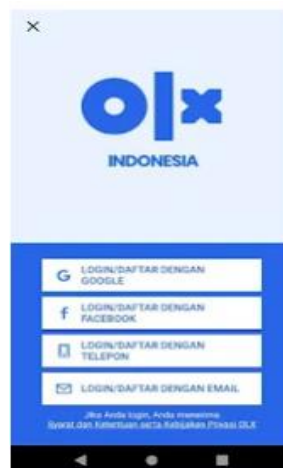 olx
INDONESIA
G LOGIN/DAFTAR DENGAN
GOOGLE
f LOGIN/DAFTAR DENGAN
FACEBOOK
LOGIN/DAFTAR DENGAN
TELEPON
LOGIN/DAFTAR DENGAN EMAIL
Jika Anda login, Anda menerima
Syarat dan Ketentuan serta Kebijakan Privasi OLX